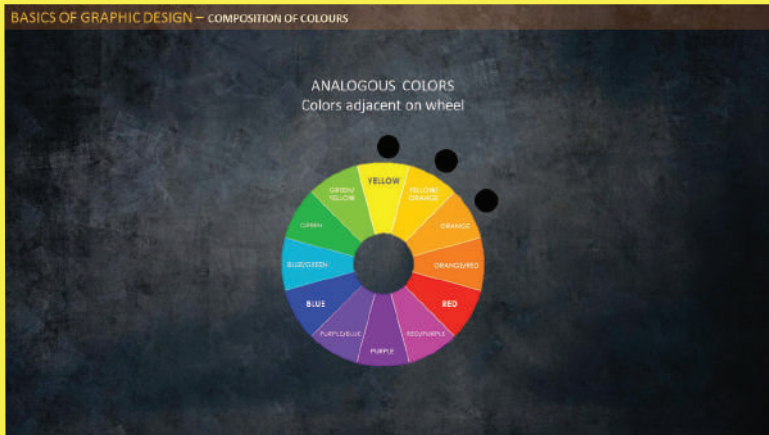 BASICS OF GRAPHIC DESIGN – COMPOSITION OF COLOURS
ANALOGOUS COLORS
Colors adjacent on wheel
YELLOW
YELLOW/
ORANGE
ORANGE
ORANGE/RED
RED
RED/PURPLE
PURPLE
PURPLE/BLUE
BLUE
BLUE/GREEN
GREEN
GREEN/
YELLOW